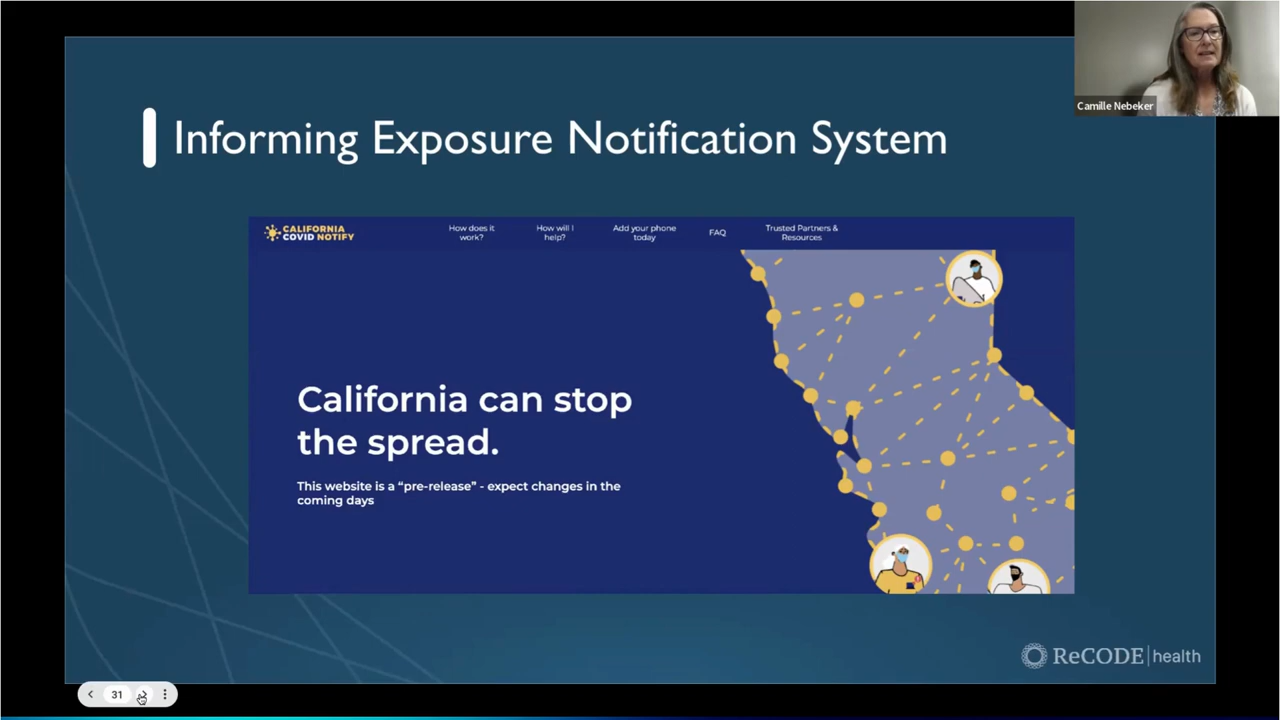 Camille Nebeker
Informing Exposure Notification System
CALIFORNIA
COVID NOTIFY
How does it
work?
How will I
help?
Add your phone
today
FAQ
Trusted Partners &
Resources
California can stop
the spread.
This website is a “pre-release” - expect changes in the
coming days
ReCODE health
31